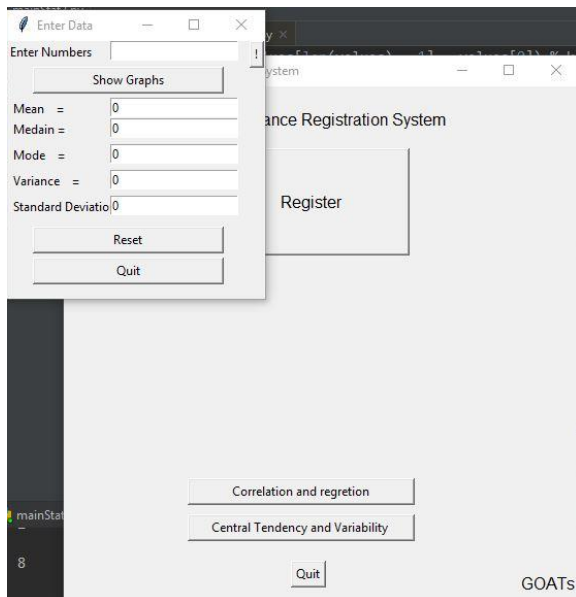 Enter Data
Enter Numbers
!
Show Graphs
Mean =
0
Medain =
0
Mode =
0
Variance =
0
Standard Deviatio
0
Reset
Quit
ystem
ance Registration System
Register
Correlation and regretion
Central Tendency and Variability
Quit
GOATs
mainStat
8